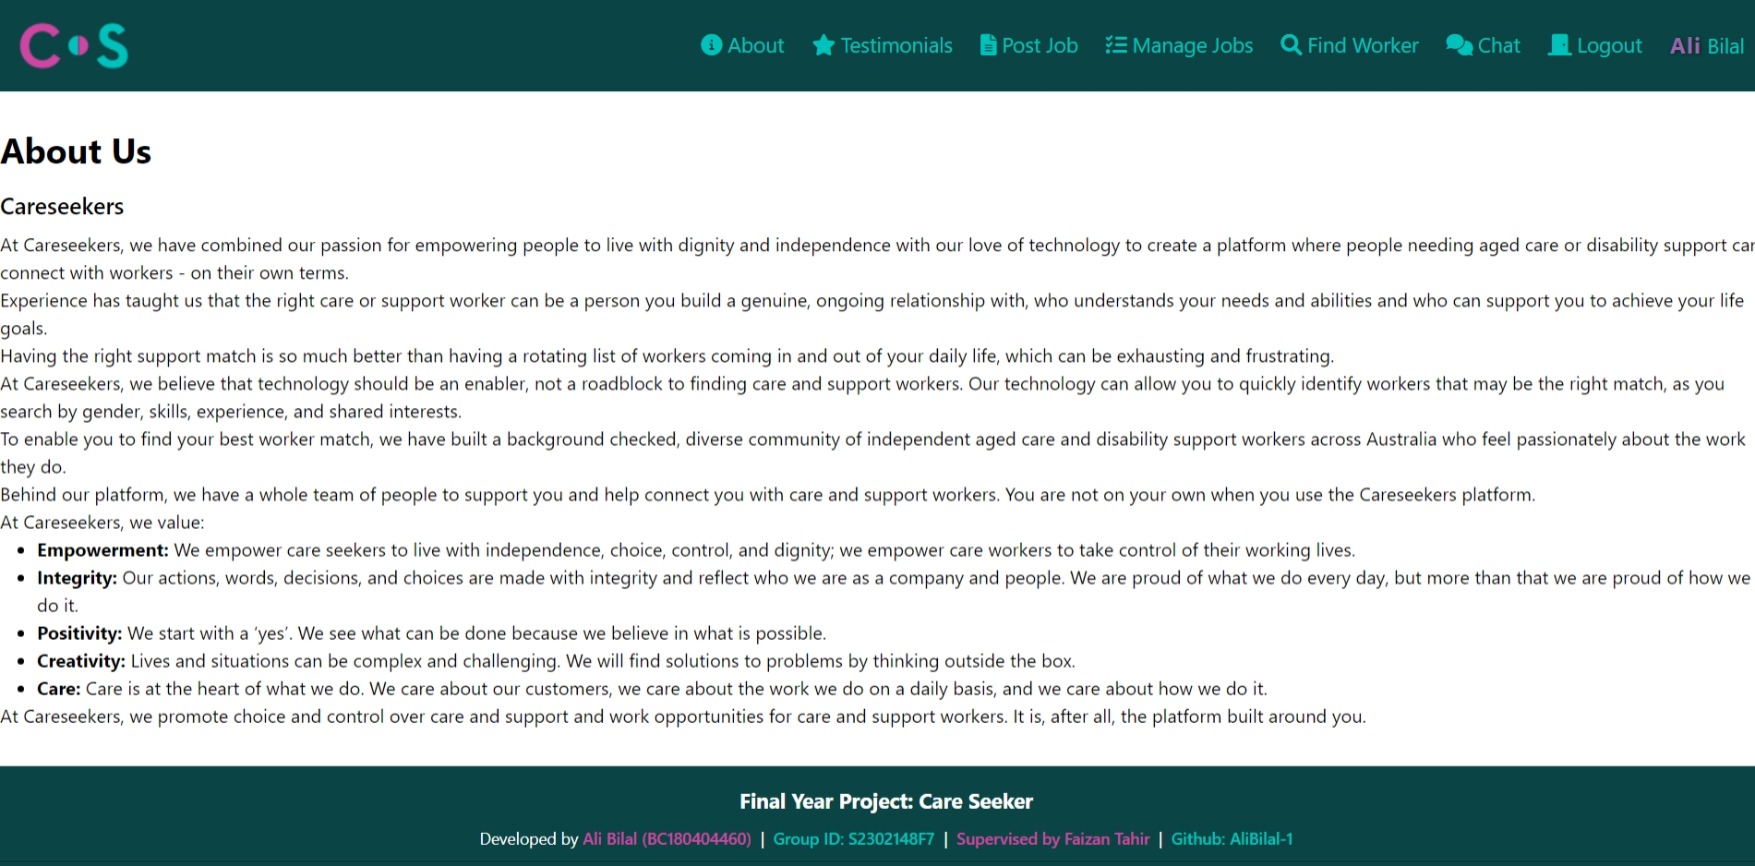 C S
About
Testimonials
Post Job
Manage Jobs
Find Worker
Chat
Logout
Ali Bilal
About Us
Careseekers
At Careseekers, we have combined our passion for empowering people to live with dignity and independence with our love of technology to create a platform where people needing aged care or disability support can
connect with workers - on their own terms.
Experience has taught us that the right care or support worker can be a person you build a genuine, ongoing relationship with, who understands your needs and abilities and who can support you to achieve your life
goals.
Having the right support match is so much better than having a rotating list of workers coming in and out of your daily life, which can be exhausting and frustrating.
At Careseekers, we believe that technology should be an enabler, not a roadblock to finding care and support workers. Our technology can allow you to quickly identify workers that may be the right match, as you
search by gender, skills, experience, and shared interests.
To enable you to find your best worker match, we have built a background checked, diverse community of independent aged care and disability support workers across Australia who feel passionately about the work
they do.
Behind our platform, we have a whole team of people to support you and help connect you with care and support workers. You are not on your own when you use the Careseekers platform.
At Careseekers, we value:
• Empowerment: We empower care seekers to live with independence, choice, control, and dignity; we empower care workers to take control of their working lives.
• Integrity: Our actions, words, decisions, and choices are made with integrity and reflect who we are as a company and people. We are proud of what we do every day, but more than that we are proud of how we
do it.
• Positivity: We start with a ‘yes’. We see what can be done because we believe in what is possible.
• Creativity: Lives and situations can be complex and challenging. We will find solutions to problems by thinking outside the box.
• Care: Care is at the heart of what we do. We care about our customers, we care about the work we do on a daily basis, and we care about how we do it.
At Careseekers, we promote choice and control over care and support and work opportunities for care and support workers. It is, after all, the platform built around you.
Final Year Project: Care Seeker
Developed by Ali Bilal (BC180404460) | Group ID: S2302148F7 | Supervised by Faizan Tahir | Github: AliBilal-1